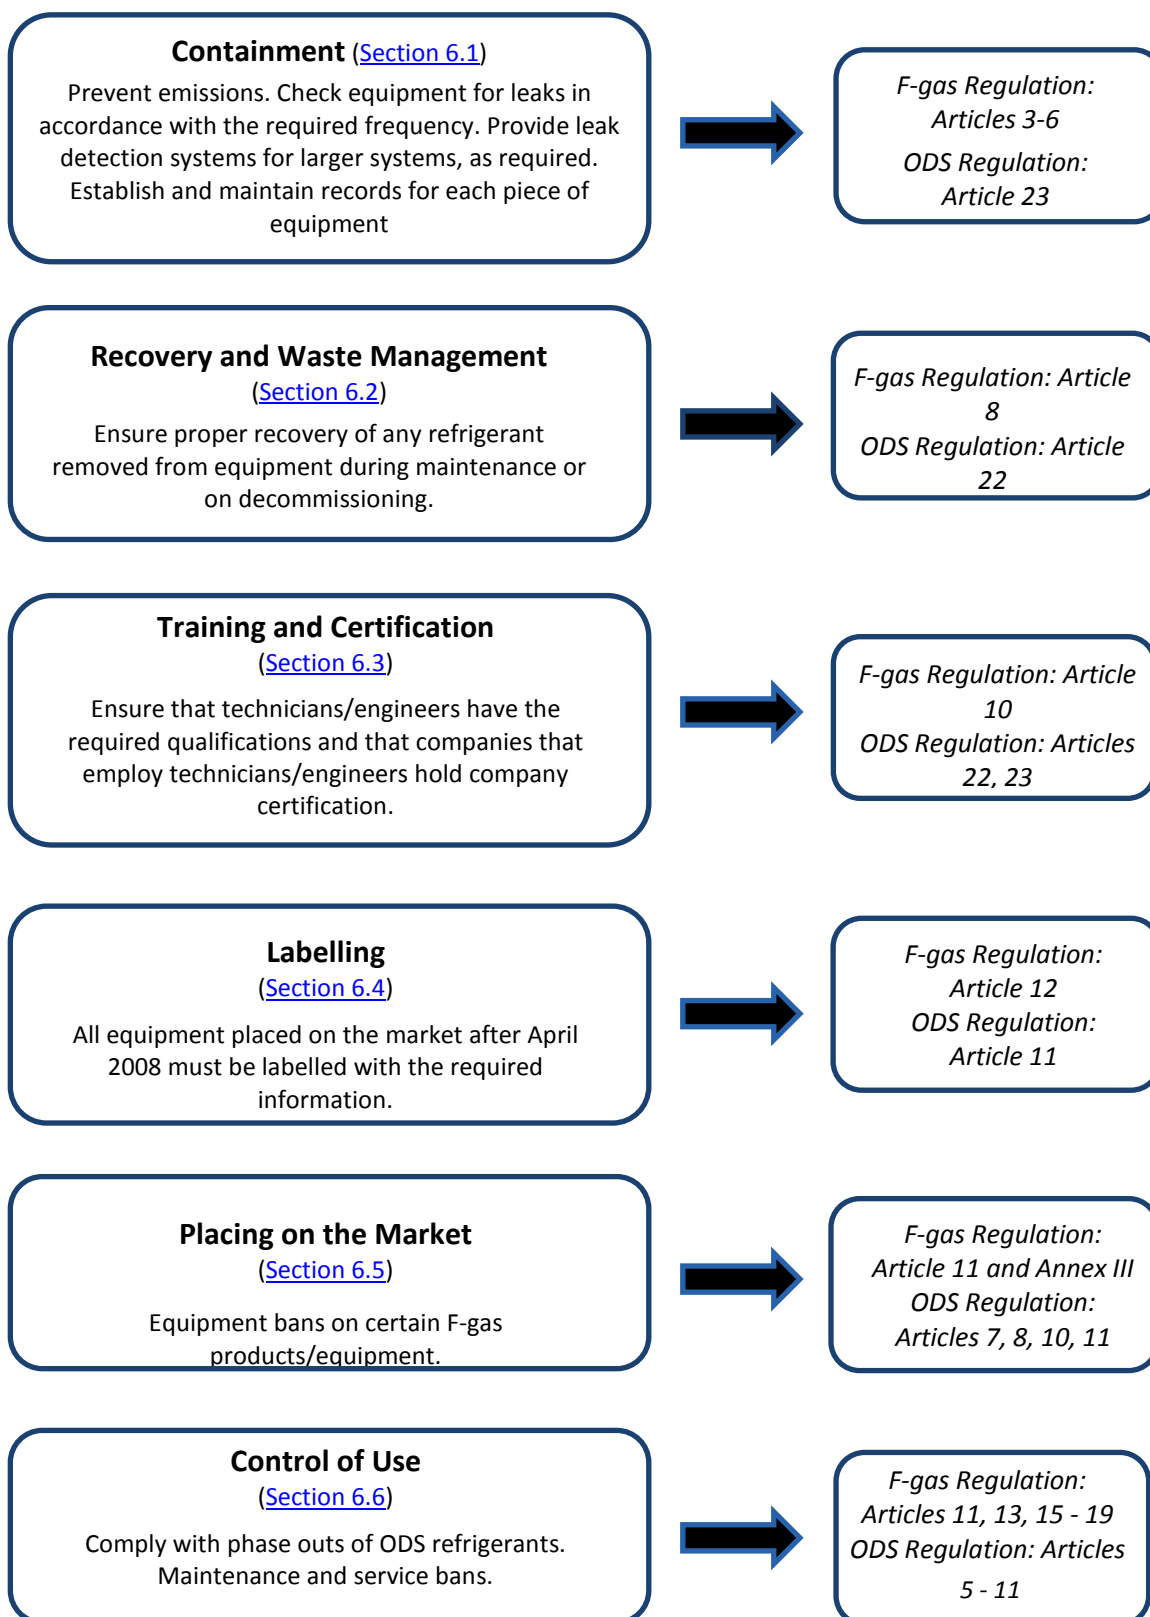 Containment (Section 6.1)
Prevent emissions. Check equipment for leaks in
accordance with the required frequency. Provide leak
detection systems for larger systems, as required.
Establish and maintain records for each piece of
equipment
F-gas Regulation:
Articles 3-6
ODS Regulation:
Article 23
Recovery and Waste Management
(Section 6.2)
Ensure proper recovery of any refrigerant
removed from equipment during maintenance or
on decommissioning.
F-gas Regulation: Article
8
ODS Regulation: Article
22
Training and Certification
(Section 6.3)
Ensure that technicians/engineers have the
required qualifications and that companies that
employ technicians/engineers hold company
certification.
F-gas Regulation: Article
10
ODS Regulation: Articles
22, 23
Labelling
(Section 6.4)
All equipment placed on the market after April
2008 must be labelled with the required
information.
F-gas Regulation:
Article 12
ODS Regulation:
Article 11
Placing on the Market
(Section 6.5)
Equipment bans on certain F-gas
products/equipment.
F-gas Regulation:
Article 11 and Annex III
ODS Regulation:
Articles 7, 8, 10, 11
Control of Use
(Section 6.6)
Comply with phase outs of ODS refrigerants.
Maintenance and service bans.
F-gas Regulation:
Articles 11, 13, 15 - 19
ODS Regulation: Articles
5 - 11